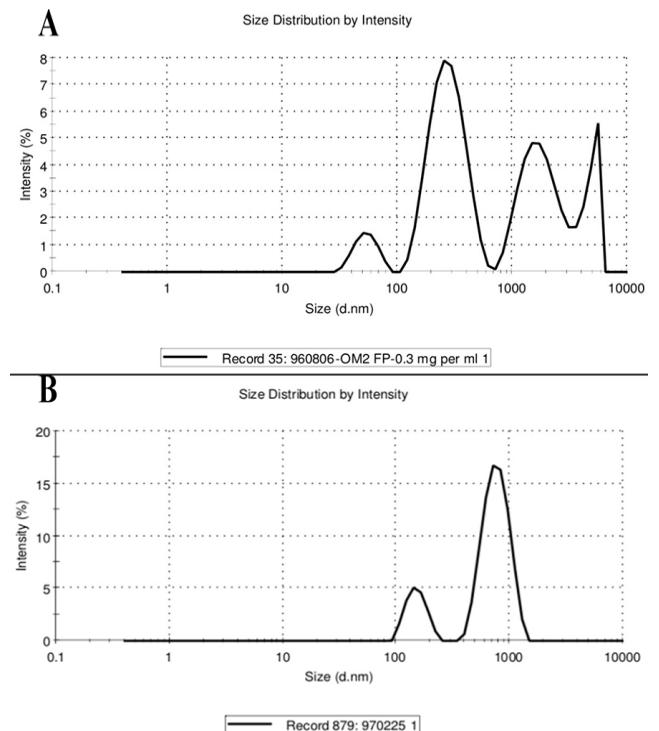 A
Size Distribution by Intensity
8
7
6
5
4
3
2
1
0
Intensity (%)
0.1 1 10 100 1000 10000
Size (d.nm)
Record 35: 960806-OM2 FP-0.3 mg per ml 1
B
Size Distribution by Intensity
20
15
10
5
0
Intensity (%)
0.1 1 10 100 1000 10000
Size (d.nm)
Record 879: 970225 1